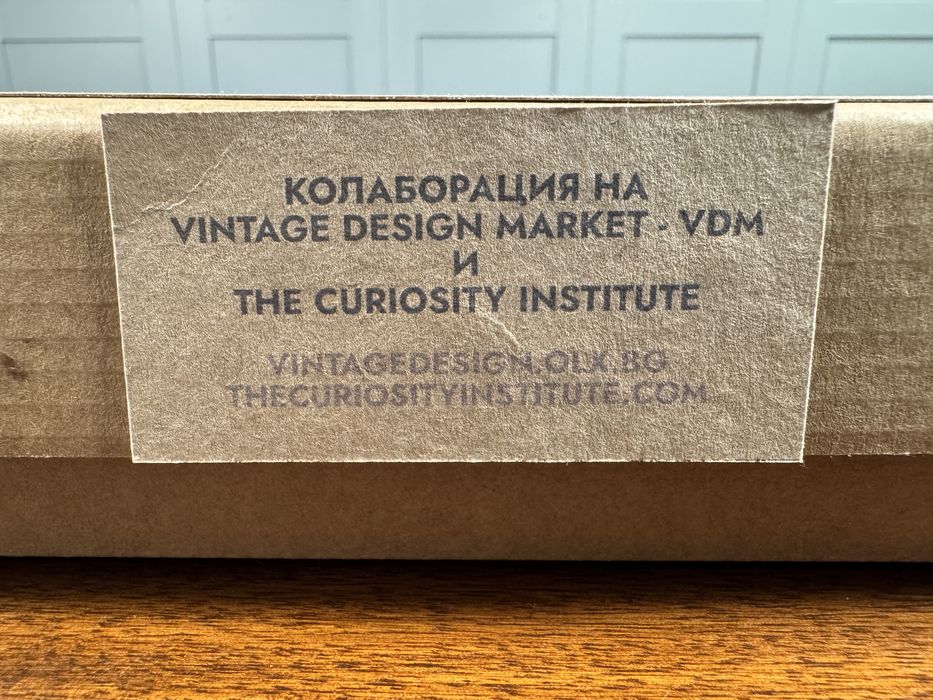 КОЛАБОРАЦИЯ НА
VINTAGE DESIGN MARKET - VDM
И
THE CURIOSITY INSTITUTE
VINTAGEDESIGN.OLX.BG
THECURIOSITYINSTITUTE.COM